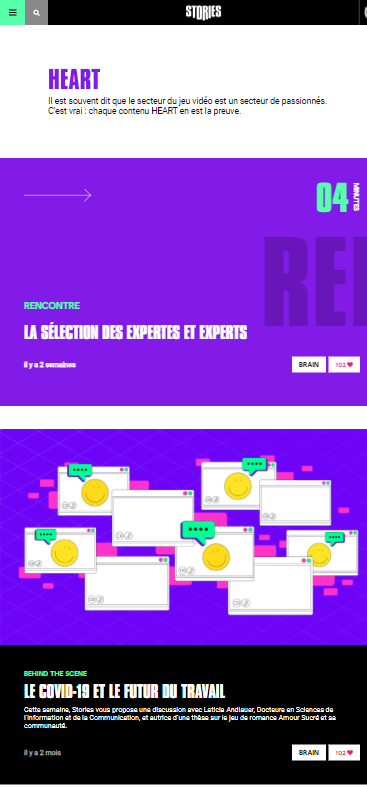 STORIES
HEART
Il est souvent dit que le secteur du jeu vidéo est un secteur de passionnés.
C'est vrai : chaque contenu HEART en est la preuve.
04
MINUTES
RE
RENCONTRE
LA SÉLECTION DES EXPERTES ET EXPERTS
Il y a 2 semaines
BRAIN
102
BEHIND THE SCENE
LE COVID-19 ET LE FUTUR DU TRAVAIL
Cette semaine, Stories vous propose une discussion avec Leticia Andlauer, Docteure en Sciences de
l'Information et de la Communication, et autrice d'une thèse sur le jeu de romance Amour Sucré et sa
communauté.
Il y a 2 mois
BRAIN
102